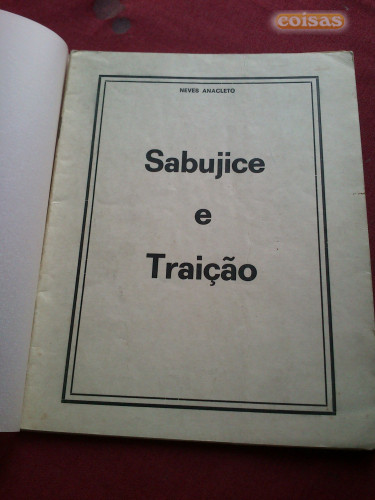 coisas
NEVES ANACLETO
Sabujice
e
Traição